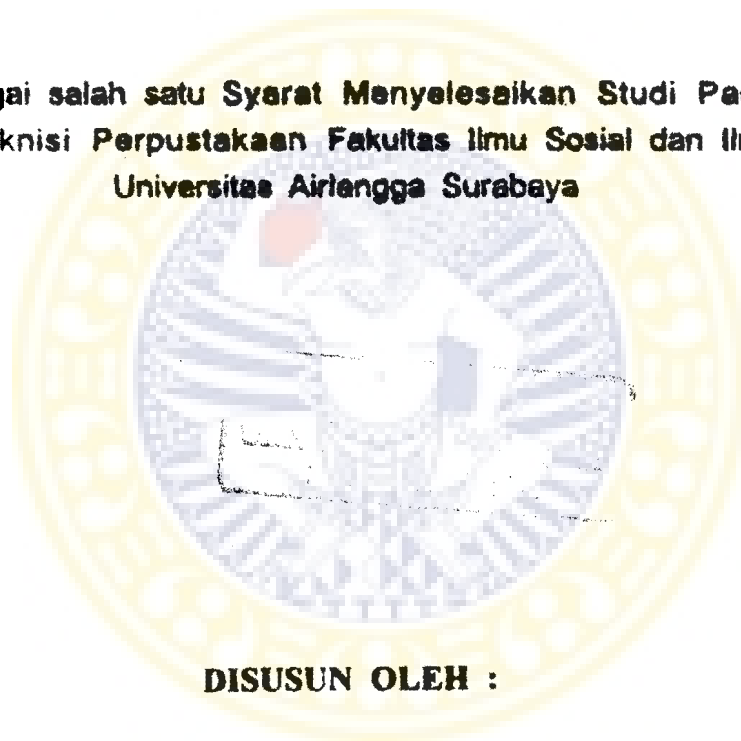 gai salah satu Syarat Menyelesaikan Studi Pa
knisi Perpustakaan Fakultas Ilmu Sosial dan Il
Universitas Airlangga Surabaya
DISUSUN OLEH :